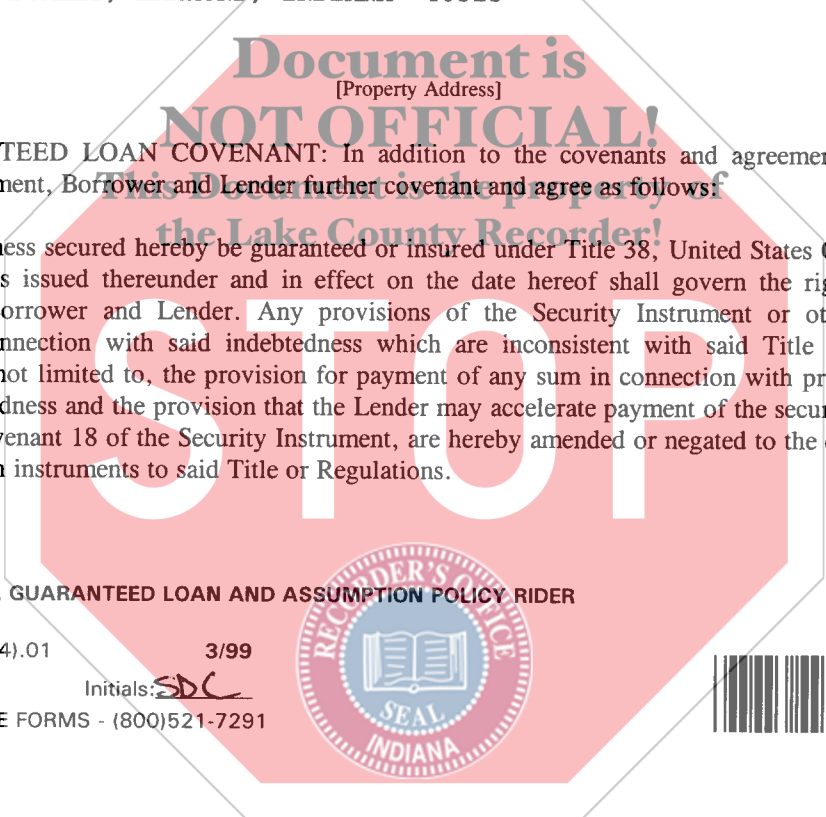 Document is
[Property Address]
NOT OFFICIAL!
TEED LOAN COVENANT: In addition to the covenants and agreemen
nent, Borrower and Lender further covenant and agree as follows:
This Document is the property of
the Lake County Recorder!
ness secured hereby be guaranteed or insured under Title 38, United States C
s issued thereunder and in effect on the date hereof shall govern the rig
orrower and Lender. Any provisions of the Security Instrument or ot
nnection with said indebtedness which are inconsistent with said Title
not limited to, the provision for payment of any sum in connection with pr
dness and the provision that the Lender may accelerate payment of the secur
venant 18 of the Security Instrument, are hereby amended or negated to the
n instruments to said Title or Regulations.
STOP
GUARANTEED LOAN AND ASSUMPTION POLICY RIDER
4).01 3/99
Initials: SDC
E FORMS - (800)521-7291
RECORDER'S OFFICE
SEAL
INDIANA